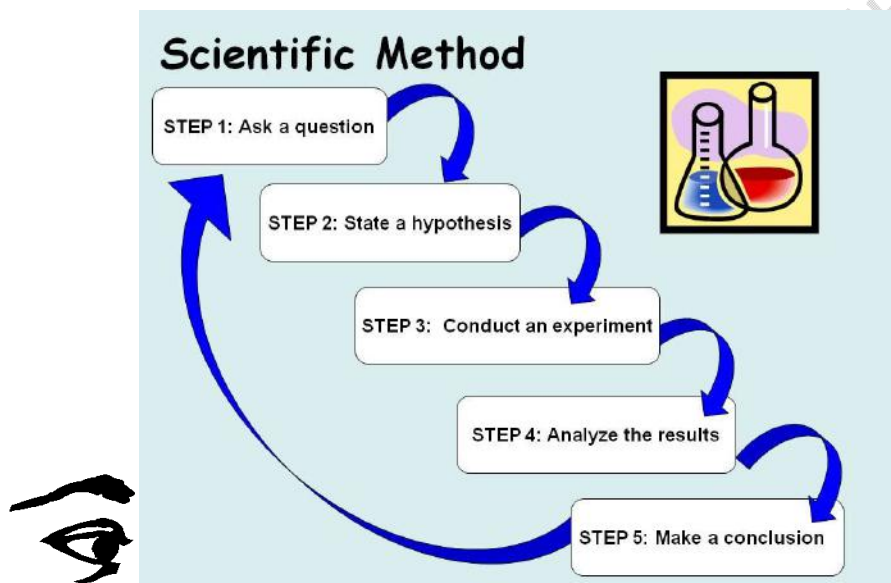 Scientific Method
STEP 1: Ask a question
STEP 2: State a hypothesis
STEP 3: Conduct an experiment
STEP 4: Analyze the results
STEP 5: Make a conclusion